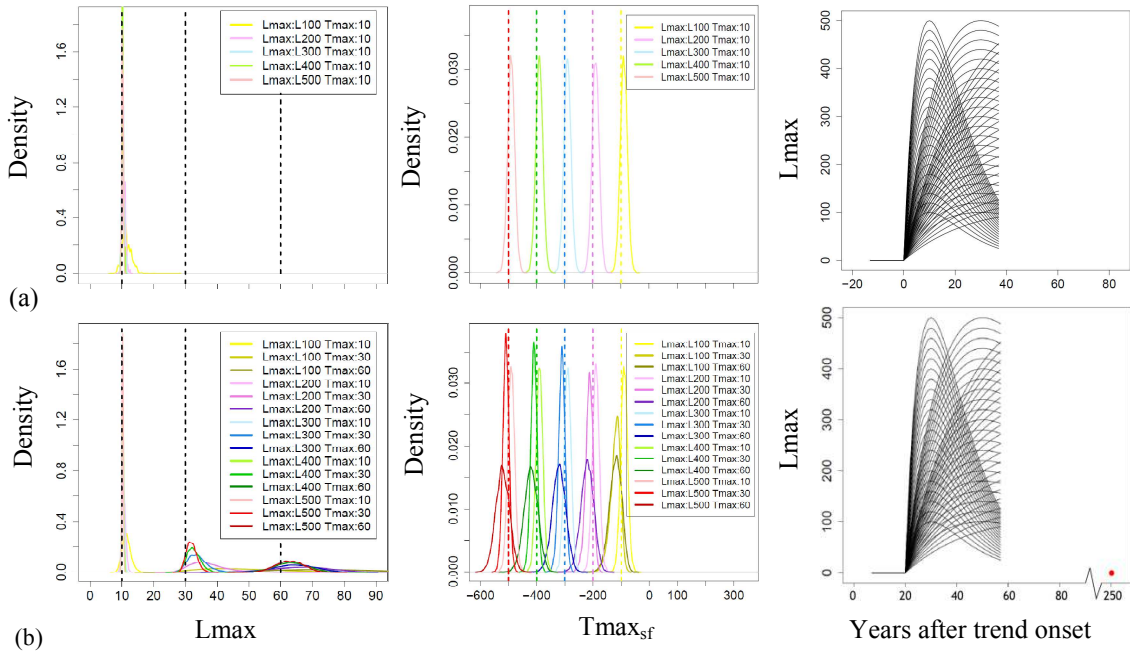 Density
1.6
1.2
0.8
0.4
0.0
Lmax:L100 Tmax:10
Lmax:L200 Tmax:10
Lmax:L300 Tmax:10
Lmax:L400 Tmax:10
Lmax:L500 Tmax:10
(a)
Density
0.030
0.020
0.010
0.000
Lmax:L100 Tmax:10
Lmax:L200 Tmax:10
Lmax:L300 Tmax:10
Lmax:L400 Tmax:10
Lmax:L500 Tmax:10
Lmax
500
400
300
200
100
0
−20 0 20 40 60 80
Density
1.6
1.2
0.8
0.4
0.0
Lmax:L100 Tmax:10
Lmax:L100 Tmax:30
Lmax:L100 Tmax:60
Lmax:L200 Tmax:10
Lmax:L200 Tmax:30
Lmax:L200 Tmax:60
Lmax:L300 Tmax:10
Lmax:L300 Tmax:30
Lmax:L300 Tmax:60
Lmax:L400 Tmax:10
Lmax:L400 Tmax:30
Lmax:L400 Tmax:60
Lmax:L500 Tmax:10
Lmax:L500 Tmax:30
Lmax:L500 Tmax:60
0 10 20 30 40 50 60 70 80 90
(b)
Lmax
Density
0.030
0.020
0.010
0.000
Lmax:L100 Tmax:10
Lmax:L100 Tmax:30
Lmax:L100 Tmax:60
Lmax:L200 Tmax:10
Lmax:L200 Tmax:30
Lmax:L200 Tmax:60
Lmax:L300 Tmax:10
Lmax:L300 Tmax:30
Lmax:L300 Tmax:60
Lmax:L400 Tmax:10
Lmax:L400 Tmax:30
Lmax:L400 Tmax:60
Lmax:L500 Tmax:10
Lmax:L500 Tmax:30
Lmax:L500 Tmax:60
−600 −400 −200 0 100 300
Tmaxsf
Lmax
500
400
300
200
100
0
0 20 40 60 80 250
Years after trend onset